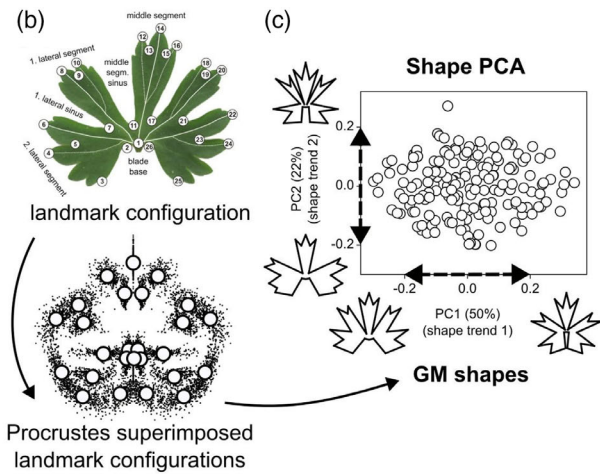 (b)
middle segment
14
12
13
16
15
1. lateral segment
10
8
9
middle
segm.
sinus
18
20
19
1. lateral sinus
6
7
11
17
21
22
5
2
1
26
23
24
4
2. lateral segment
3
blade
base
25
landmark configuration
Procrustes superimposed
landmark configurations
(c)
Shape PCA
PC2 (22%)
(shape trend 2)
0.2
0.0
-0.2
-0.2
0.0
0.2
PC1 (50%)
(shape trend 1)
GM shapes